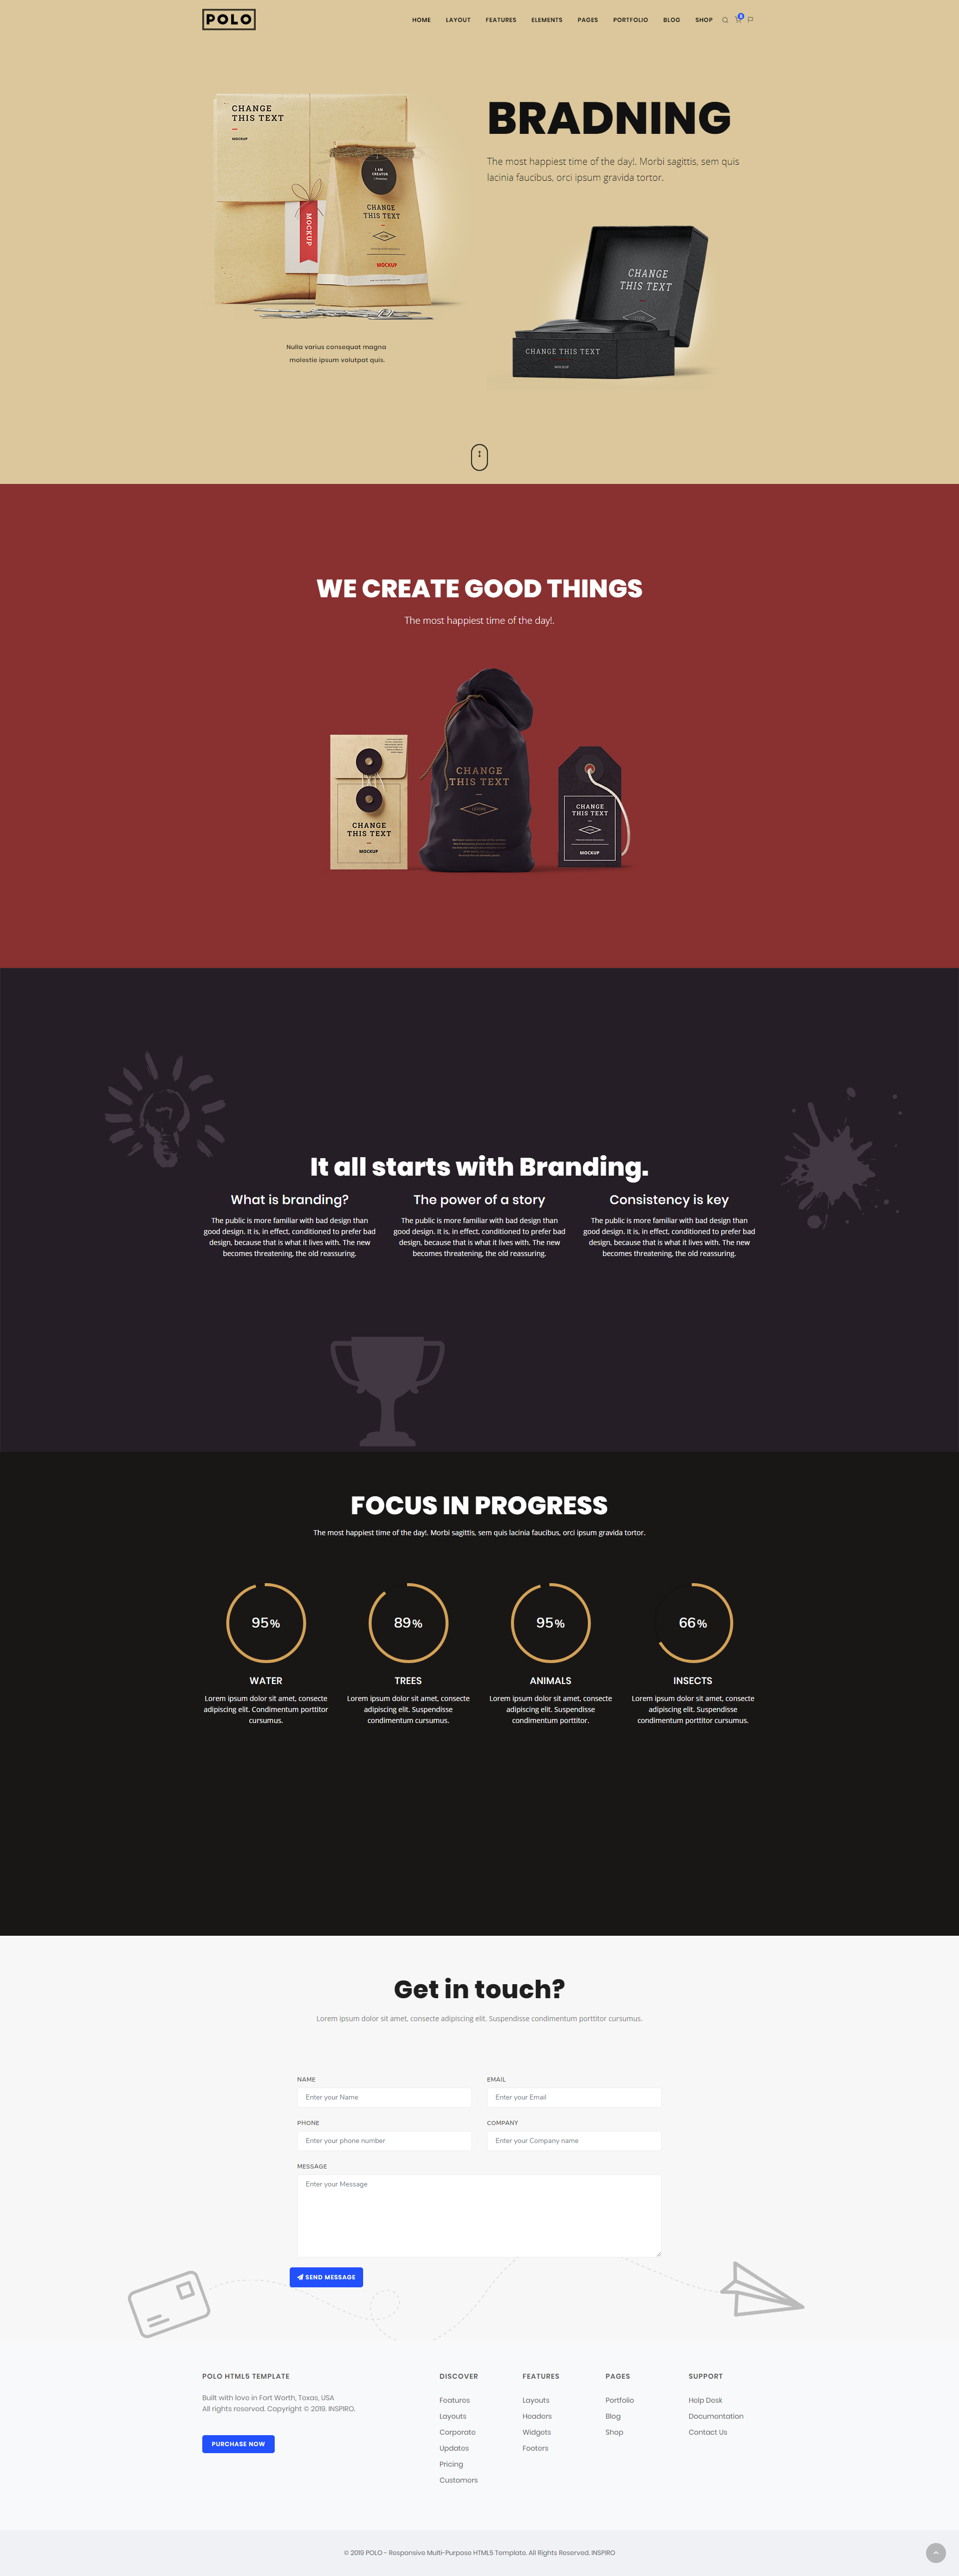 POLO
HOME LAYOUT FEATURES ELEMENTS PAGES PORTFOLIO BLOG SHOP
0
CHANGE
THIS TEXT
MOCKUP
I AM
CREATOR
CHANGE
THIS TEXT
MOCKUP
MOCKUP
BRADNING
The most happiest time of the day!. Morbi sagittis, sem quis
lacinia faucibus, orci ipsum gravida tortor.
CHANGE
THIS TEXT
CHANGE THIS TEXT
MOCKUP
Nulla varius consequat magna
molestie ipsum volutpat quis.
WE CREATE GOOD THINGS
The most happiest time of the day!.
CHANGE
THIS TEXT
MOCKUP
CHANGE
THIS TEXT
CHANGE
THIS TEXT
MOCKUP
It all starts with Branding.
What is branding?
The public is more familiar with bad design than
good design. It is, in effect, conditioned to prefer bad
design, because that is what it lives with. The new
becomes threatening, the old reassuring.
The power of a story
The public is more familiar with bad design than
good design. It is, in effect, conditioned to prefer bad
design, because that is what it lives with. The new
becomes threatening, the old reassuring.
Consistency is key
The public is more familiar with bad design than
good design. It is, in effect, conditioned to prefer bad
design, because that is what it lives with. The new
becomes threatening, the old reassuring.
FOCUS IN PROGRESS
The most happiest time of the day!. Morbi sagittis, sem quis lacinia faucibus, orci ipsum gravida tortor.
95%
WATER
Lorem ipsum dolor sit amet, consecte
adipiscing elit. Condimentum porttitor
cursumus.
89%
TREES
Lorem ipsum dolor sit amet, consecte
adipiscing elit. Suspendisse
condimentum cursumus.
95%
ANIMALS
Lorem ipsum dolor sit amet, consecte
adipiscing elit. Suspendisse
condimentum porttitor.
66%
INSECTS
Lorem ipsum dolor sit amet, consecte
adipiscing elit. Suspendisse
condimentum porttitor cursumus.
Get in touch?
Lorem ipsum dolor sit amet, consecte adipiscing elit. Suspendisse condimentum porttitor cursumus.
NAME
Enter your Name
EMAIL
Enter your Email
PHONE
Enter your phone number
COMPANY
Enter your Company name
MESSAGE
Enter your Message
SEND MESSAGE
POLO HTML5 TEMPLATE
Built with love in Fort Worth, Texas, USA
All rights reserved. Copyright © 2019. INSPIRO.
PURCHASE NOW
DISCOVER
Features
Layouts
Corporate
Updates
Pricing
Customers
FEATURES
Layouts
Headers
Widgets
Footers
PAGES
Portfolio
Blog
Shop
SUPPORT
Help Desk
Documentation
Contact Us
© 2019 POLO - Responsive Multi-Purpose HTML5 Template. All Rights Reserved. INSPIRO